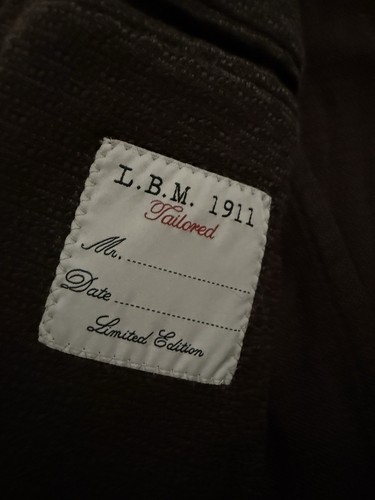 L.B.M. 1911
Tailored
Mr. ........................
Date ........................
Limited Edition